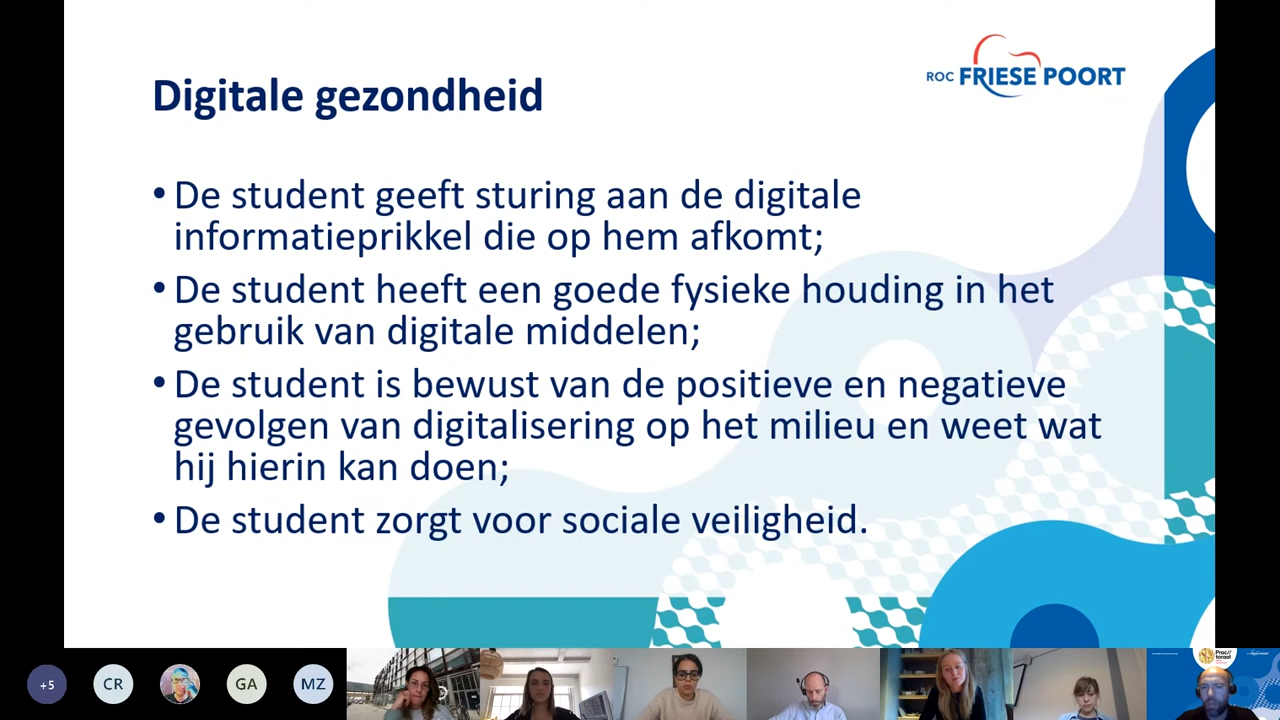 ROC FRIESE POORT
Digitale gezondheid
• De student geeft sturing aan de digitale
informatieprikkel die op hem afkomt;
• De student heeft een goede fysieke houding in het
gebruik van digitale middelen;
• De student is bewust van de positieve en negatieve
gevolgen van digitalisering op het milieu en weet wat
hij hierin kan doen;
• De student zorgt voor sociale veiligheid.
+5
CR
GA
MZ